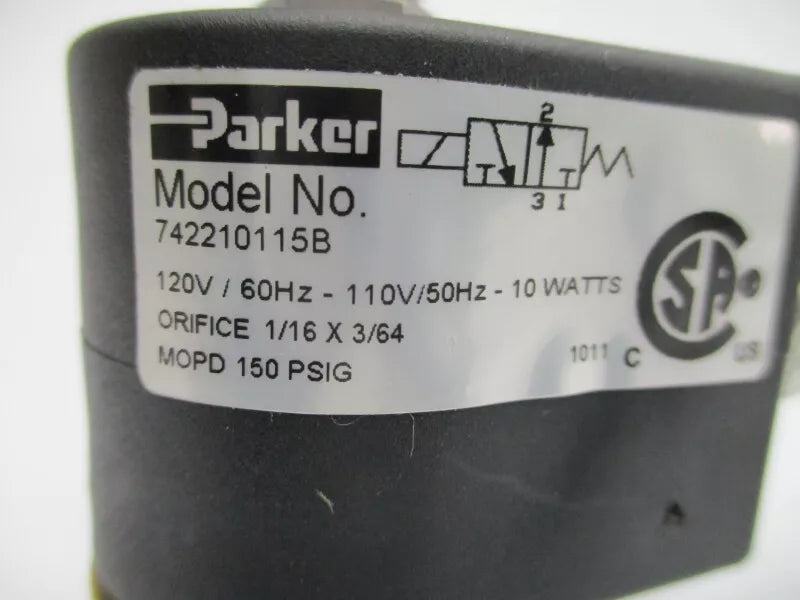 Parker
2
T T
3 1
Model No.
742210115B
120V / 60Hz - 110V/50Hz - 10 WATTS
ORIFICE 1/16 X 3/64
MOPD 150 PSIG
1011
C SA US